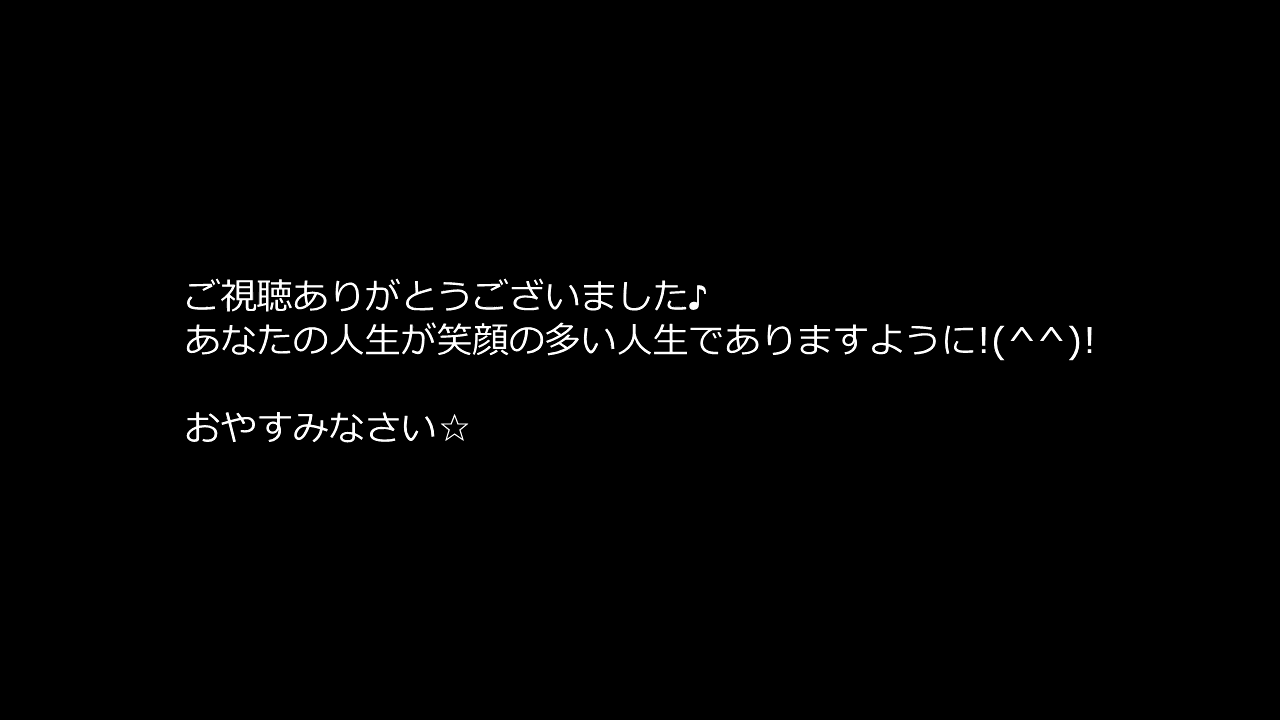 ご視聴ありがとうございました♪
あなたの人生が笑顔の多い人生でありますように!(^^)!
おやすみなさい☆